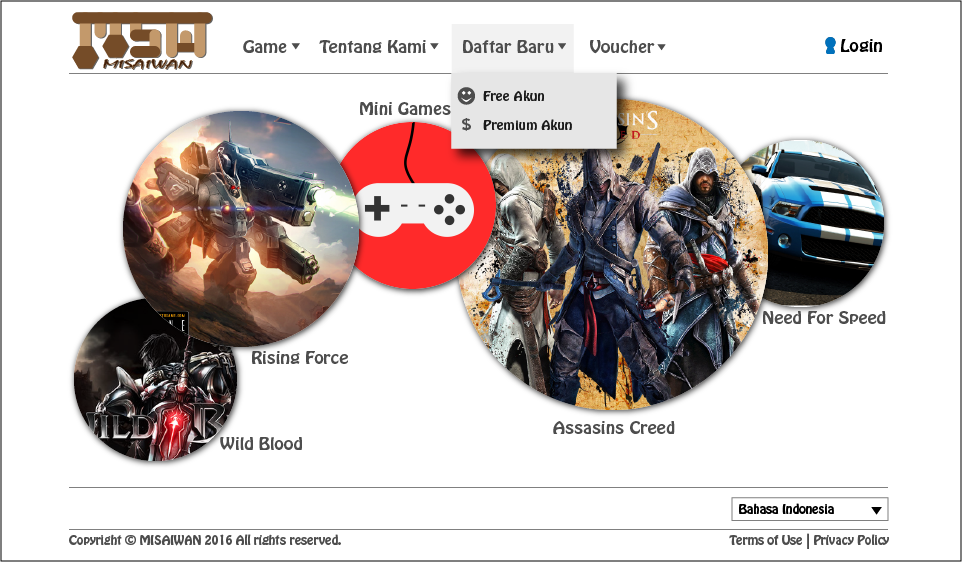 MSW
MISAIWAN
Game
Tentang Kami
Daftar Baru
Voucher
Login
Free Akun
$ Premium Akun
Mini Games
Need For Speed
Rising Force
Wild Blood
Assasins Creed
Bahasa Indonesia
Copyright © MISAIWAN 2016 All rights reserved.
Terms of Use | Privacy Policy